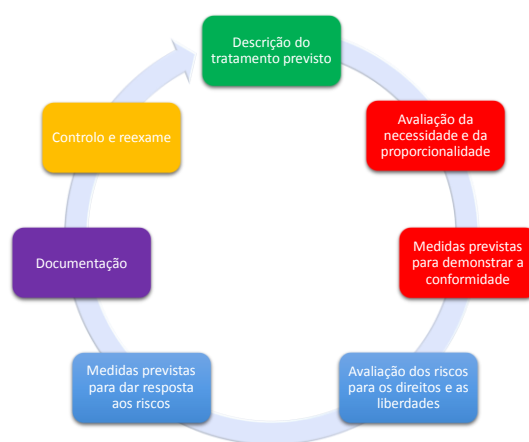 Descrição do
tratamento previsto
Avaliação da
necessidade e da
proporcionalidade
Medidas previstas
para demonstrar a
conformidade
Avaliação dos riscos
para os direitos e as
liberdades
Medidas previstas
para dar resposta
aos riscos
Documentação
Controlo e reexame